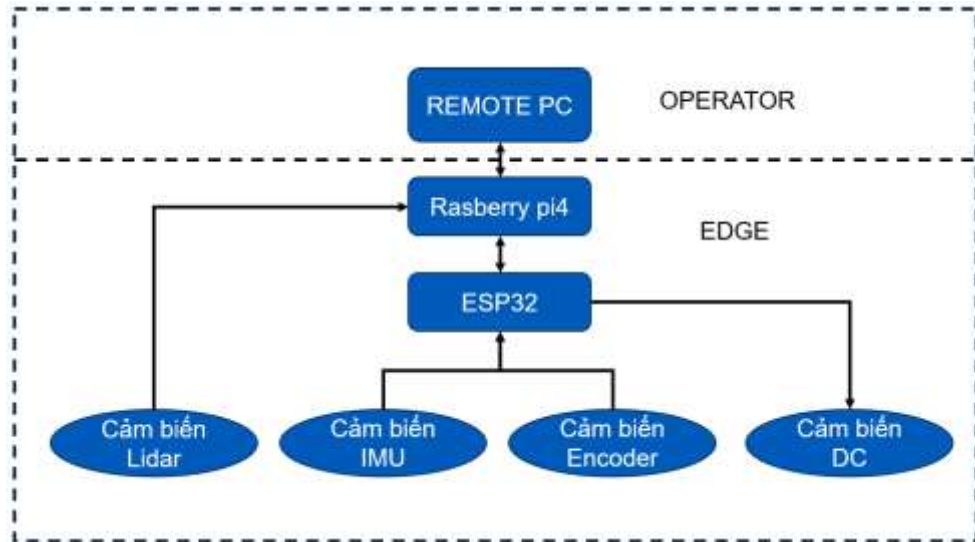 REMOTE PC
OPERATOR
Rasberry pi4
EDGE
ESP32
Cảm biến
Lidar
Cảm biến
IMU
Cảm biến
Encoder
Cảm biến
DC